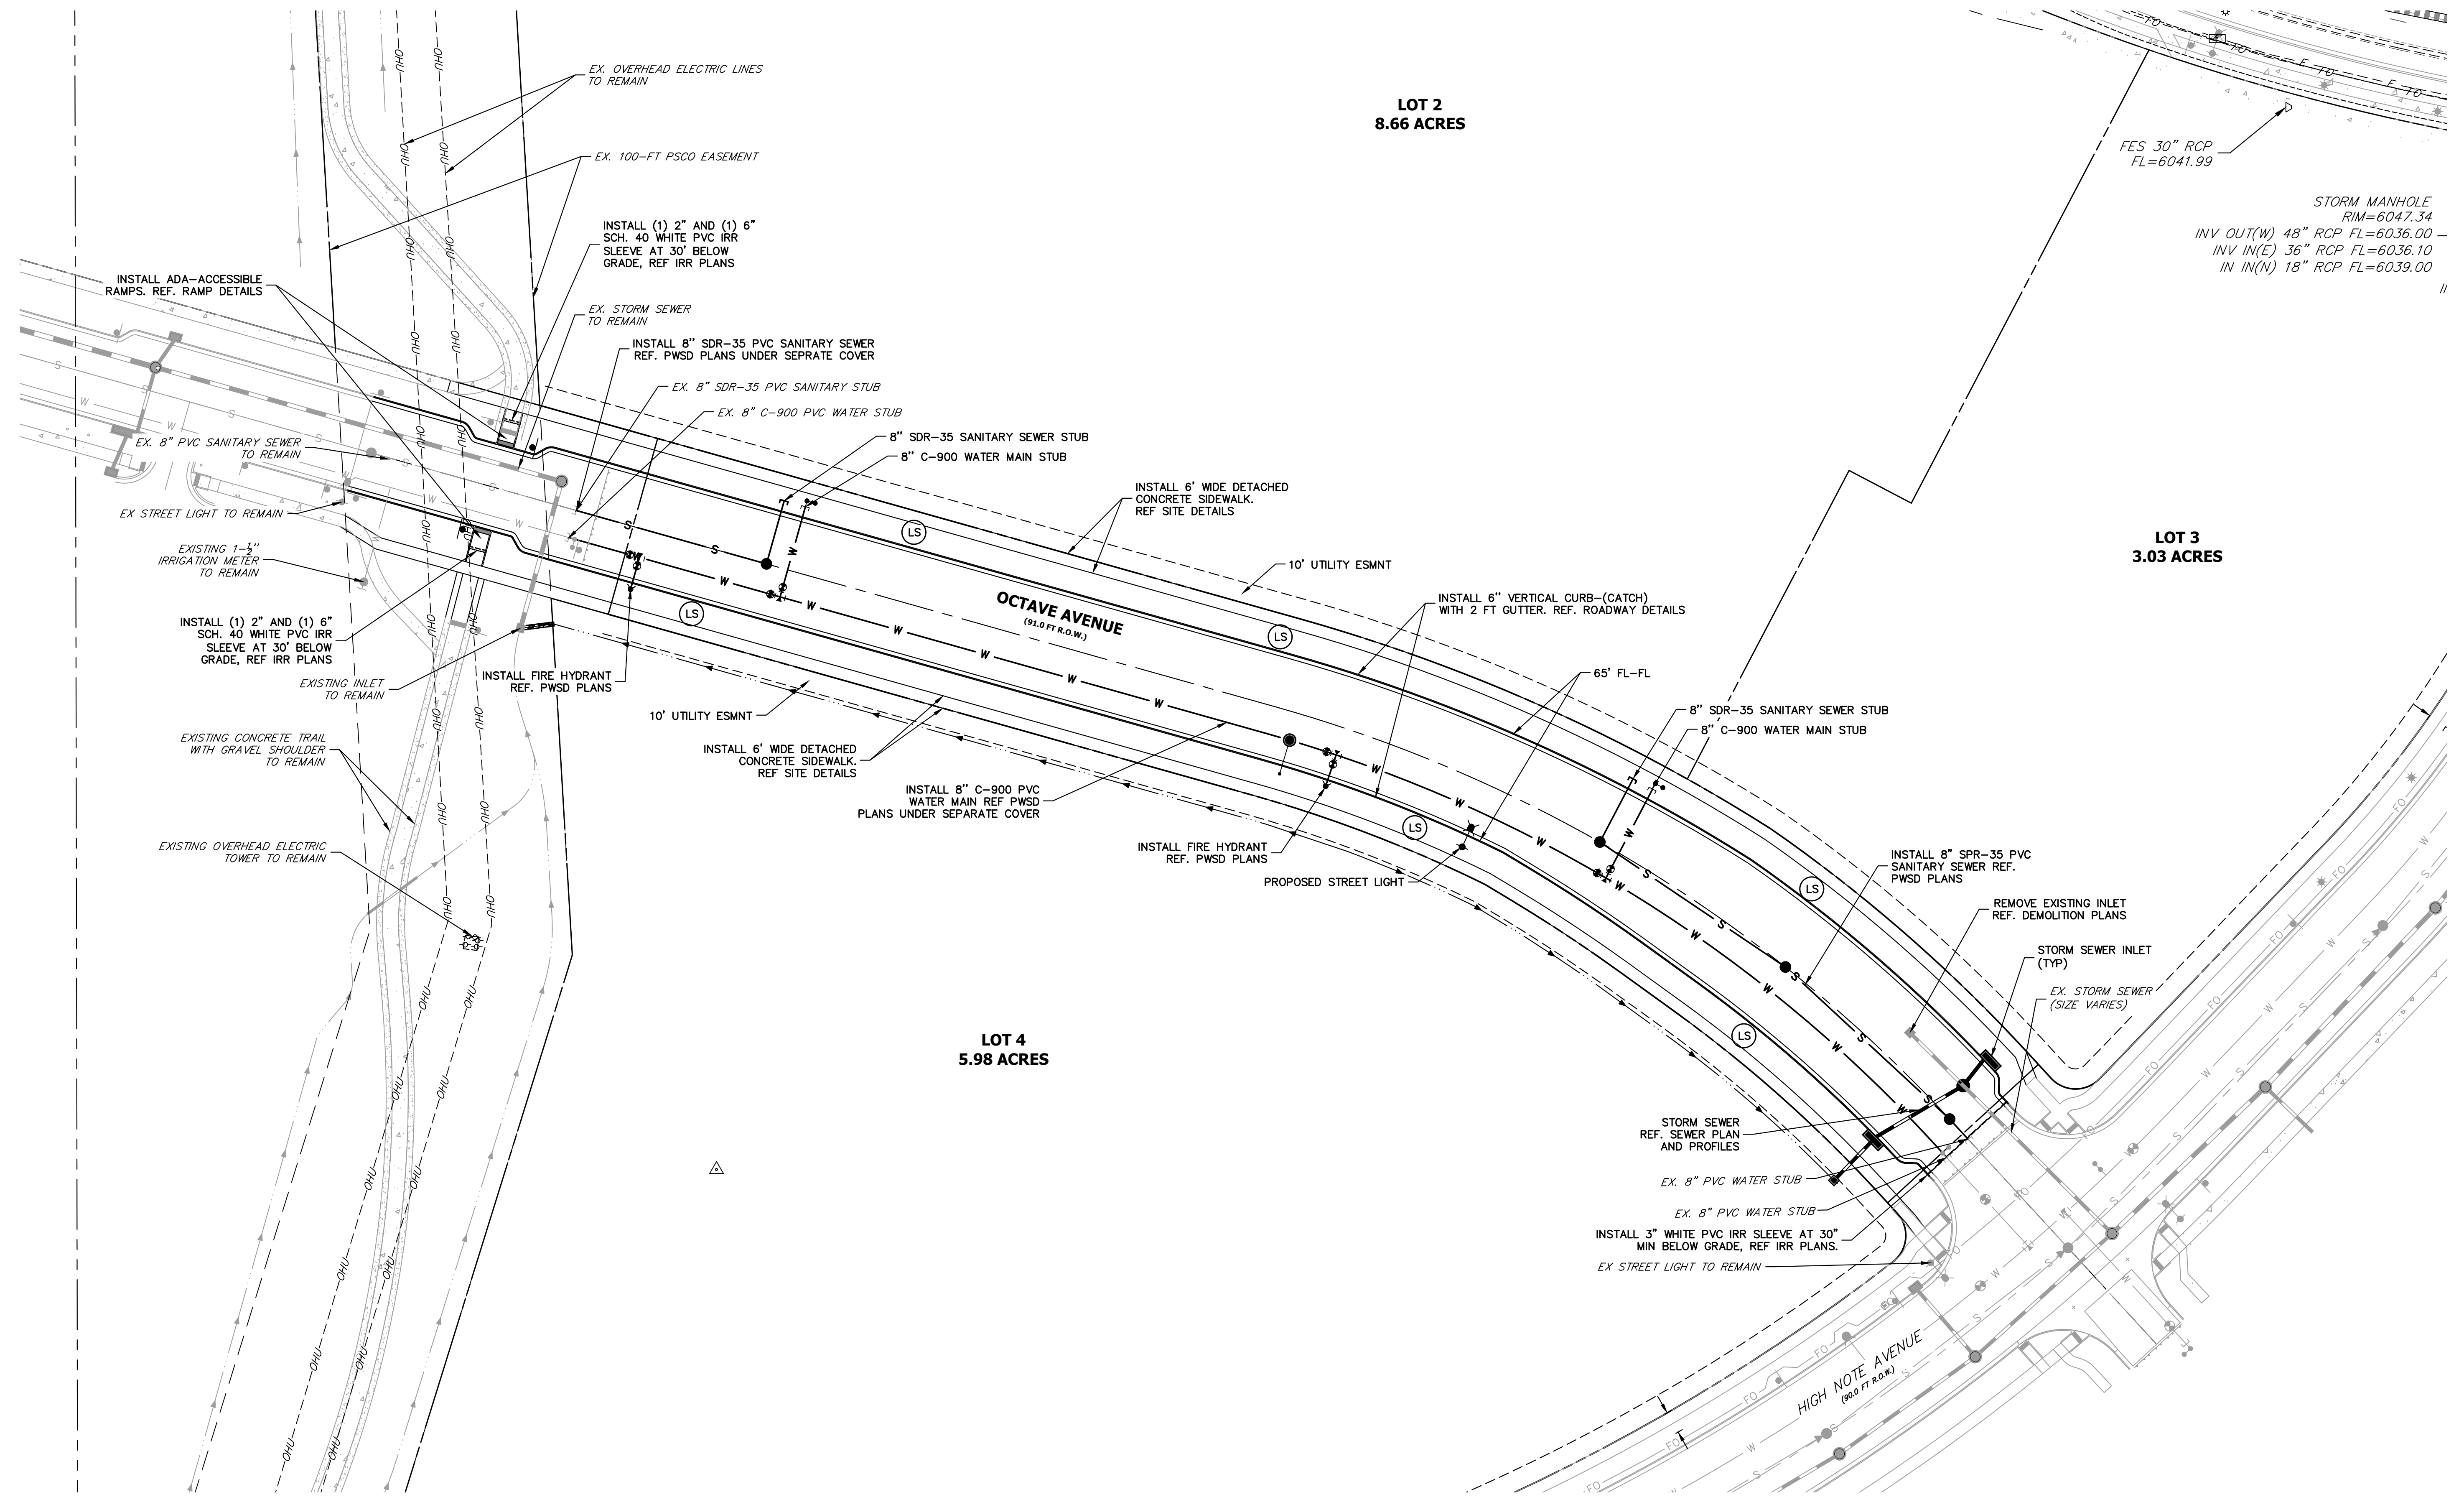 EX. OVERHEAD ELECTRIC LINES
TO REMAIN
EX. 100-FT PSCO EASEMENT
LOT 2
8.66 ACRES
FES 30" RCP
FL=6041.99
STORM MANHOLE
RIM=6047.34
INV OUT(W) 48" RCP FL=6036.00
INV IN(E) 36" RCP FL=6036.10
IN IN(N) 18" RCP FL=6039.00
INSTALL (1) 2" AND (1) 6"
SCH. 40 WHITE PVC IRR
SLEEVE AT 30' BELOW
GRADE, REF IRR PLANS
INSTALL ADA-ACCESSIBLE
RAMPS. REF. RAMP DETAILS
EX. STORM SEWER
TO REMAIN
INSTALL 8" SDR-35 PVC SANITARY SEWER
REF. PWSD PLANS UNDER SEPRATE COVER
EX. 8" SDR-35 PVC SANITARY STUB
EX. 8" C-900 PVC WATER STUB
8" SDR-35 SANITARY SEWER STUB
8" C-900 WATER MAIN STUB
EX. 8" PVC SANITARY SEWER
TO REMAIN
INSTALL 6' WIDE DETACHED
CONCRETE SIDEWALK.
REF SITE DETAILS
EX STREET LIGHT TO REMAIN
LOT 3
3.03 ACRES
EXISTING 1-½"
IRRIGATION METER
TO REMAIN
10' UTILITY ESMNT
OCTAVE AVENUE
(91.0 FT R.O.W.)
INSTALL 6" VERTICAL CURB-(CATCH)
WITH 2 FT GUTTER. REF. ROADWAY DETAILS
INSTALL (1) 2" AND (1) 6"
SCH. 40 WHITE PVC IRR
SLEEVE AT 30' BELOW
GRADE, REF IRR PLANS
EXISTING INLET
TO REMAIN
INSTALL FIRE HYDRANT
REF. PWSD PLANS
65' FL-FL
10' UTILITY ESMNT
8" SDR-35 SANITARY SEWER STUB
8" C-900 WATER MAIN STUB
EXISTING CONCRETE TRAIL
WITH GRAVEL SHOULDER
TO REMAIN
INSTALL 6' WIDE DETACHED
CONCRETE SIDEWALK.
REF SITE DETAILS
INSTALL 8" C-900 PVC
WATER MAIN REF PWSD
PLANS UNDER SEPARATE COVER
EXISTING OVERHEAD ELECTRIC
TOWER TO REMAIN
INSTALL FIRE HYDRANT
REF. PWSD PLANS
PROPOSED STREET LIGHT
INSTALL 8" SPR-35 PVC
SANITARY SEWER REF.
PWSD PLANS
REMOVE EXISTING INLET
REF. DEMOLITION PLANS
STORM SEWER INLET
(TYP)
EX. STORM SEWER
(SIZE VARIES)
LOT 4
5.98 ACRES
STORM SEWER
REF. SEWER PLAN
AND PROFILES
EX. 8" PVC WATER STUB
EX. 8" PVC WATER STUB
INSTALL 3" WHITE PVC IRR SLEEVE AT 30"
MIN BELOW GRADE, REF IRR PLANS.
EX STREET LIGHT TO REMAIN
HIGH NOTE AVENUE
(90.0 FT R.O.W.)
LS
LS
LS
LS
LS
LS